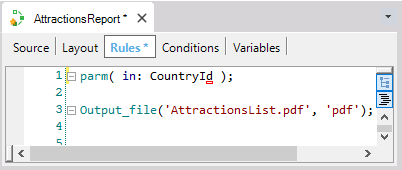 AttractionsReport *
Source Layout Rules * Conditions Variables
1 parm( in: CountryId );
2
3 Output_file('AttractionsList.pdf', 'pdf');
4
5